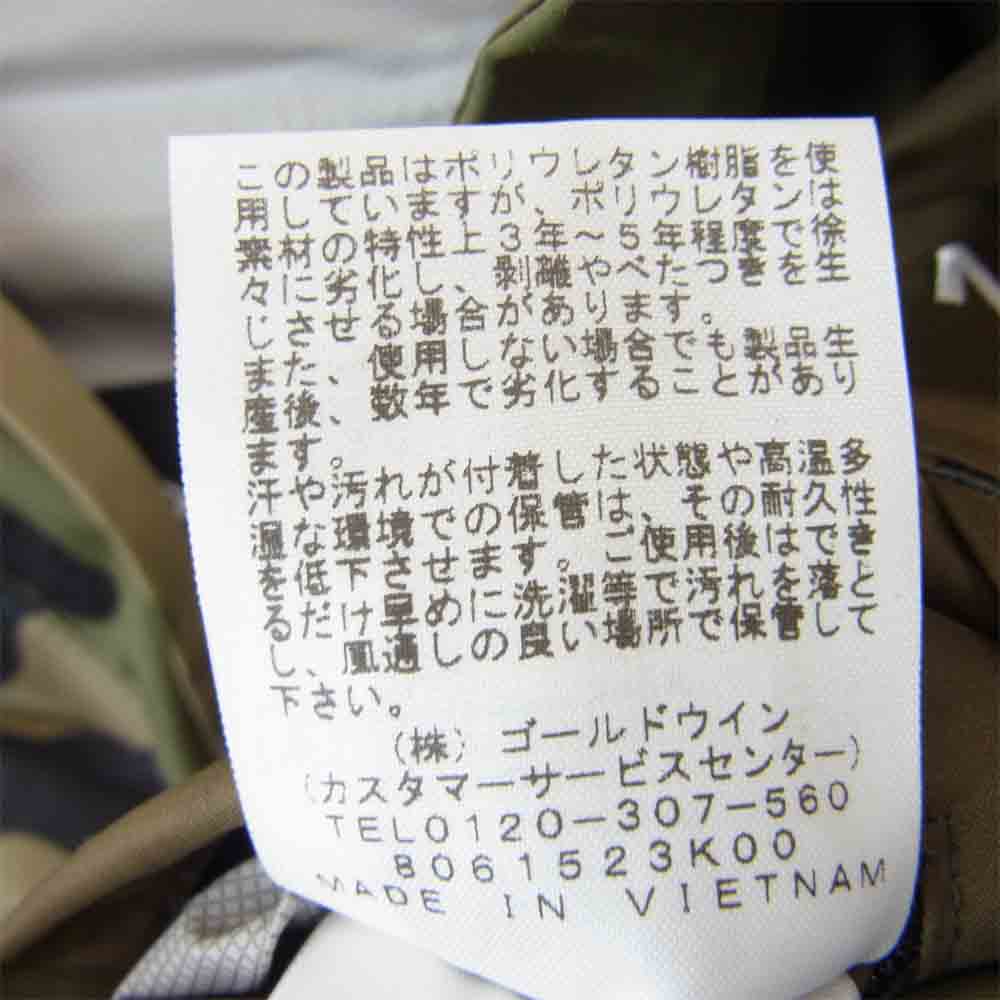 この製品はポリウレタン樹脂を使
用していますが、ポリウレタンは
素材の特性上3年～5年程度で徐
々に劣化し、剥離やべたつきを生
じさせる場合があります。
また、使用しない場合でも製品生
産後、数年で劣化することがあり
ます。
汗や汚れが付着した状態や高温多
湿な環境での保管は、その耐久性
を低下させます。ご使用後はでき
るだけ早めに洗濯等で汚れを落と
し、風通しの良い場所で保管して
下さい。
(株)ゴールドウイン
(カスタマーサービスセンター)
TEL0120-307-560
8061523K00
MADE IN VIETNAM